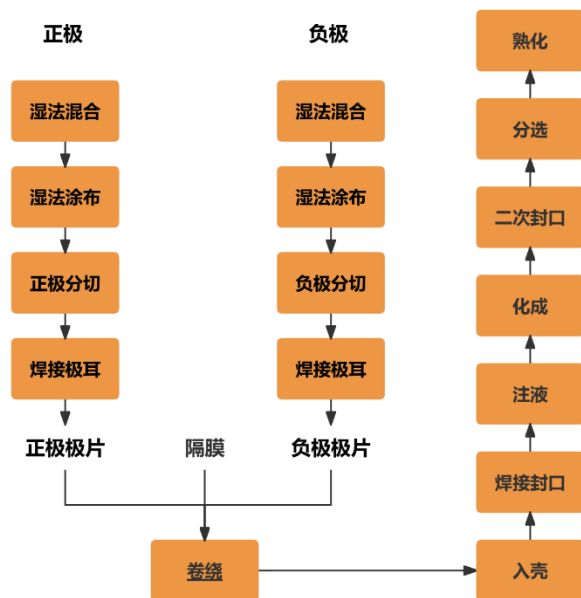 正极
湿法混合
湿法涂布
正极分切
焊接极耳
正极极片
负极
湿法混合
湿法涂布
负极分切
焊接极耳
负极极片
隔膜
卷绕
入壳
焊接封口
注液
化成
二次封口
分选
熟化